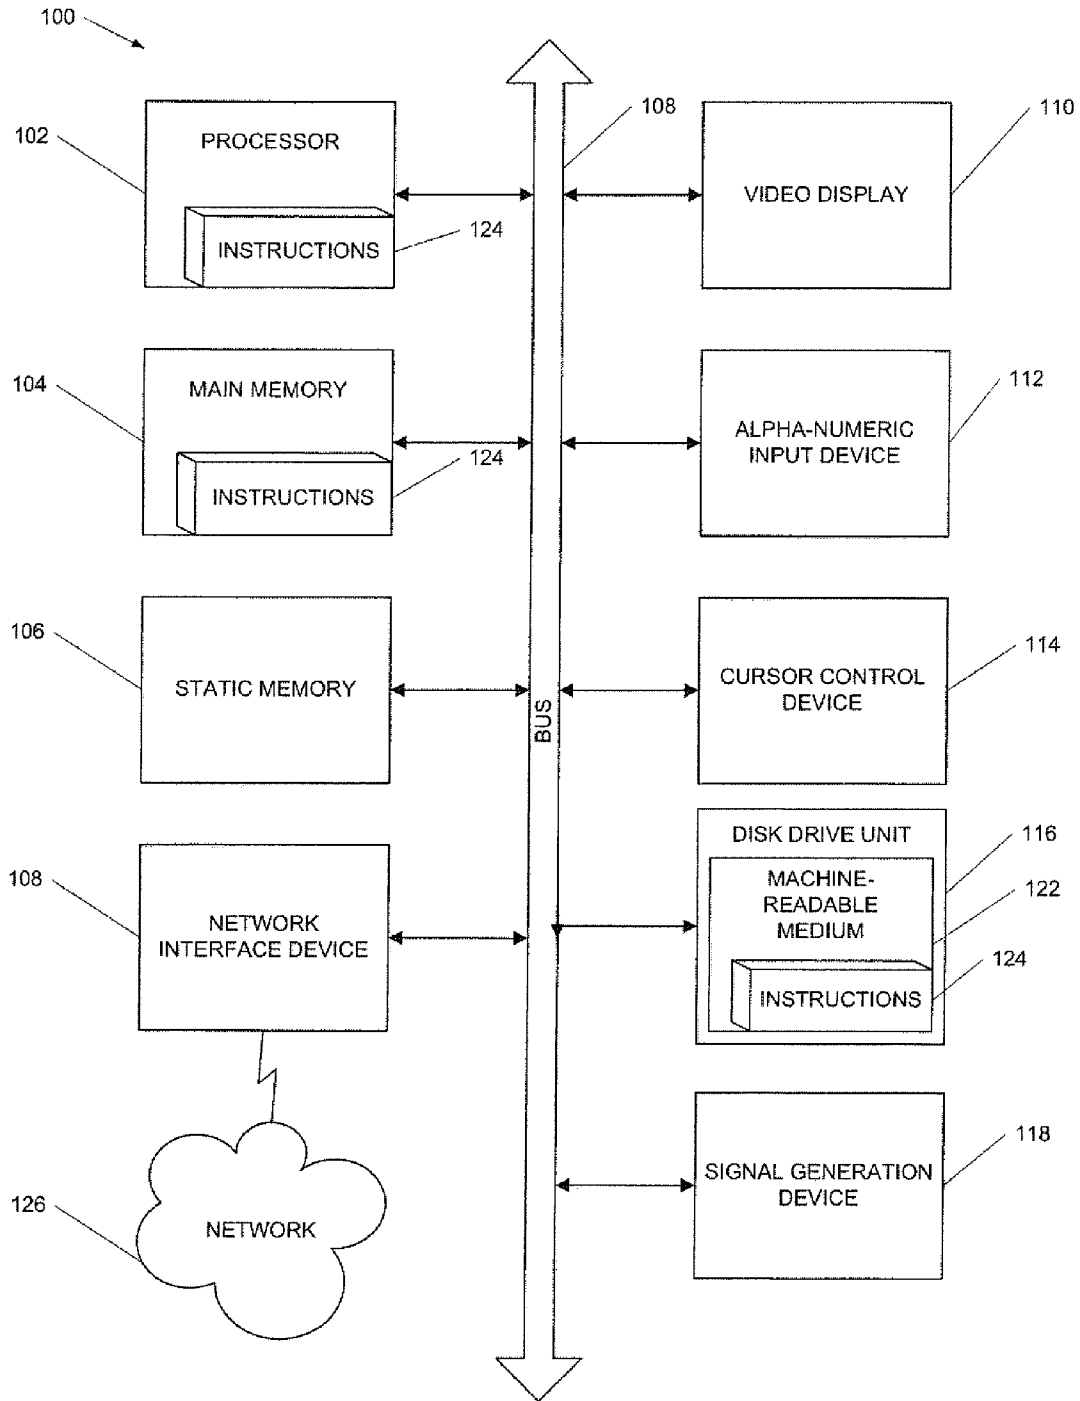 100
102
PROCESSOR
INSTRUCTIONS
124
108
VIDEO DISPLAY
110
104
MAIN MEMORY
INSTRUCTIONS
124
ALPHA-NUMERIC
INPUT DEVICE
112
106
STATIC MEMORY
BUS
CURSOR CONTROL
DEVICE
114
108
NETWORK
INTERFACE DEVICE
DISK DRIVE UNIT
116
MACHINE-
READABLE
MEDIUM
122
INSTRUCTIONS
124
126
NETWORK
SIGNAL GENERATION
DEVICE
118